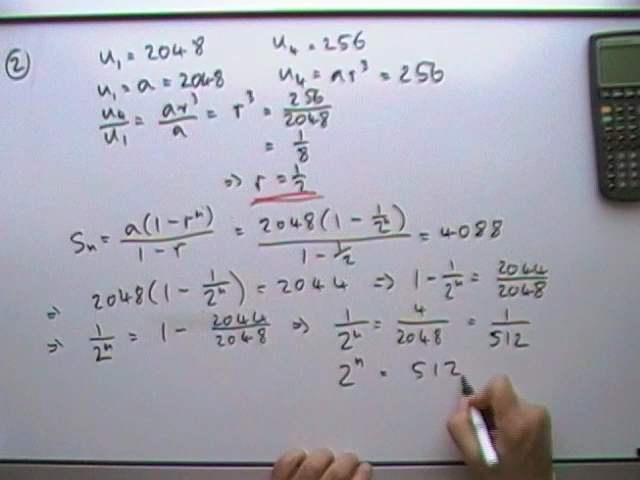 ② u₁ = 2048 u₄ = 256
u₁ = a = 2048 u₄ = ar³ = 256
u₄/u₁ = ar³/a = r³ = 256/2048
= 1/8
⇒ r = 1/2
Sₙ = a(1 - rⁿ)/(1 - r) = 2048(1 - 1/2ⁿ)/(1 - 1/2) = 4088
⇒ 2048(1 - 1/2ⁿ) = 2044 ⇒ 1 - 1/2ⁿ = 2044/2048
⇒ 1/2ⁿ = 1 - 2044/2048 ⇒ 1/2ⁿ = 4/2048 = 1/512
2ⁿ = 512